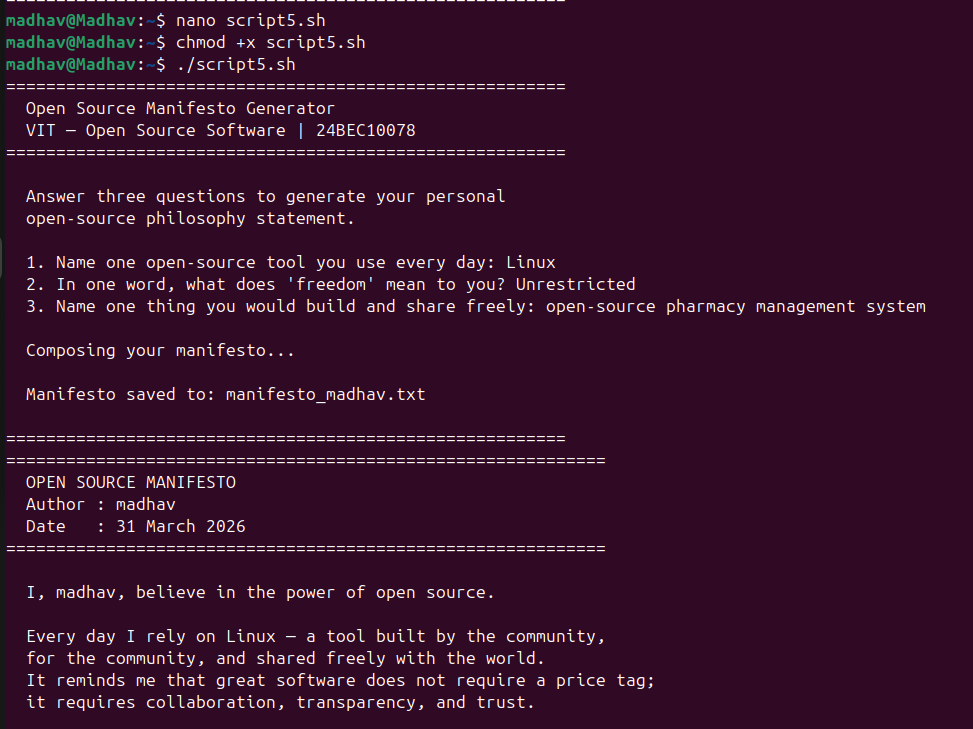 ========================================================
madhav@Madhav:~$ nano script5.sh
madhav@Madhav:~$ chmod +x script5.sh
madhav@Madhav:~$ ./script5.sh
========================================================
Open Source Manifesto Generator
VIT — Open Source Software | 24BEC10078
========================================================
Answer three questions to generate your personal
open-source philosophy statement.
1. Name one open-source tool you use every day: Linux
2. In one word, what does 'freedom' mean to you? Unrestricted
3. Name one thing you would build and share freely: open-source pharmacy management system
Composing your manifesto...
Manifesto saved to: manifesto_madhav.txt
========================================================
============================================================
OPEN SOURCE MANIFESTO
Author : madhav
Date   : 31 March 2026
============================================================
I, madhav, believe in the power of open source.
Every day I rely on Linux — a tool built by the community,
for the community, and shared freely with the world.
It reminds me that great software does not require a price tag;
it requires collaboration, transparency, and trust.